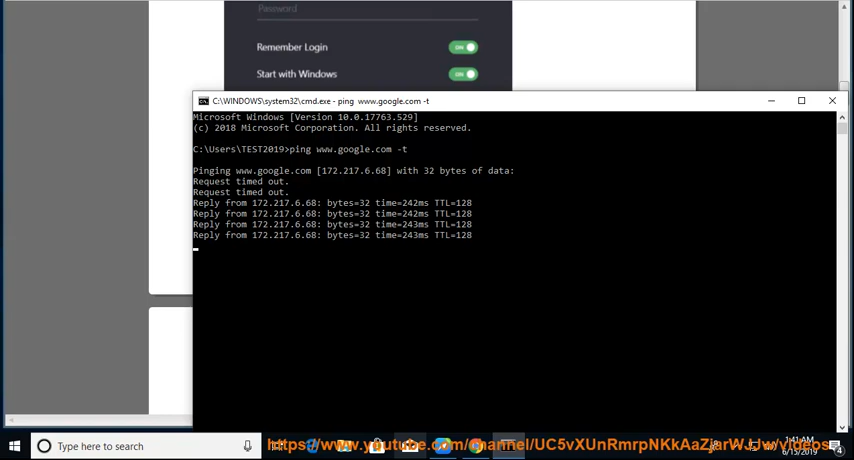 Password
Remember Login
ON
Start with Windows
ON
C:\WINDOWS\system32\cmd.exe - ping www.google.com -t
Microsoft Windows [Version 10.0.17763.529]
(c) 2018 Microsoft Corporation. All rights reserved.
C:\Users\TEST2019>ping www.google.com -t
Pinging www.google.com [172.217.6.68] with 32 bytes of data:
Request timed out.
Request timed out.
Reply from 172.217.6.68: bytes=32 time=242ms TTL=128
Reply from 172.217.6.68: bytes=32 time=242ms TTL=128
Reply from 172.217.6.68: bytes=32 time=243ms TTL=128
Reply from 172.217.6.68: bytes=32 time=243ms TTL=128
Type here to search
1:41 AM
6/15/2019
4